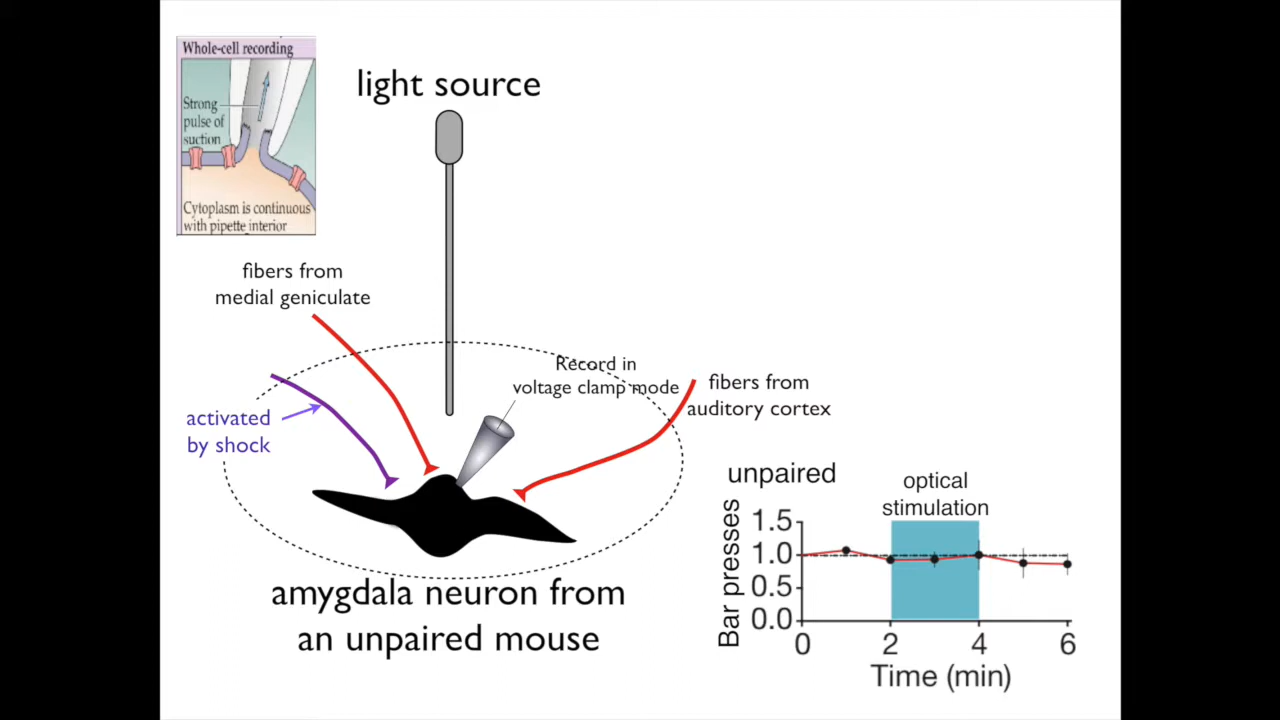 Whole-cell recording
Strong
pulse of
suction
Cytoplasm is continuous
with pipette interior
light source
fibers from
medial geniculate
Record in
voltage clamp mode
fibers from
auditory cortex
activated
by shock
amygdala neuron from
an unpaired mouse
unpaired
optical
stimulation
Bar presses
1.5
1.0
0.5
0.0
0 2 4 6
Time (min)